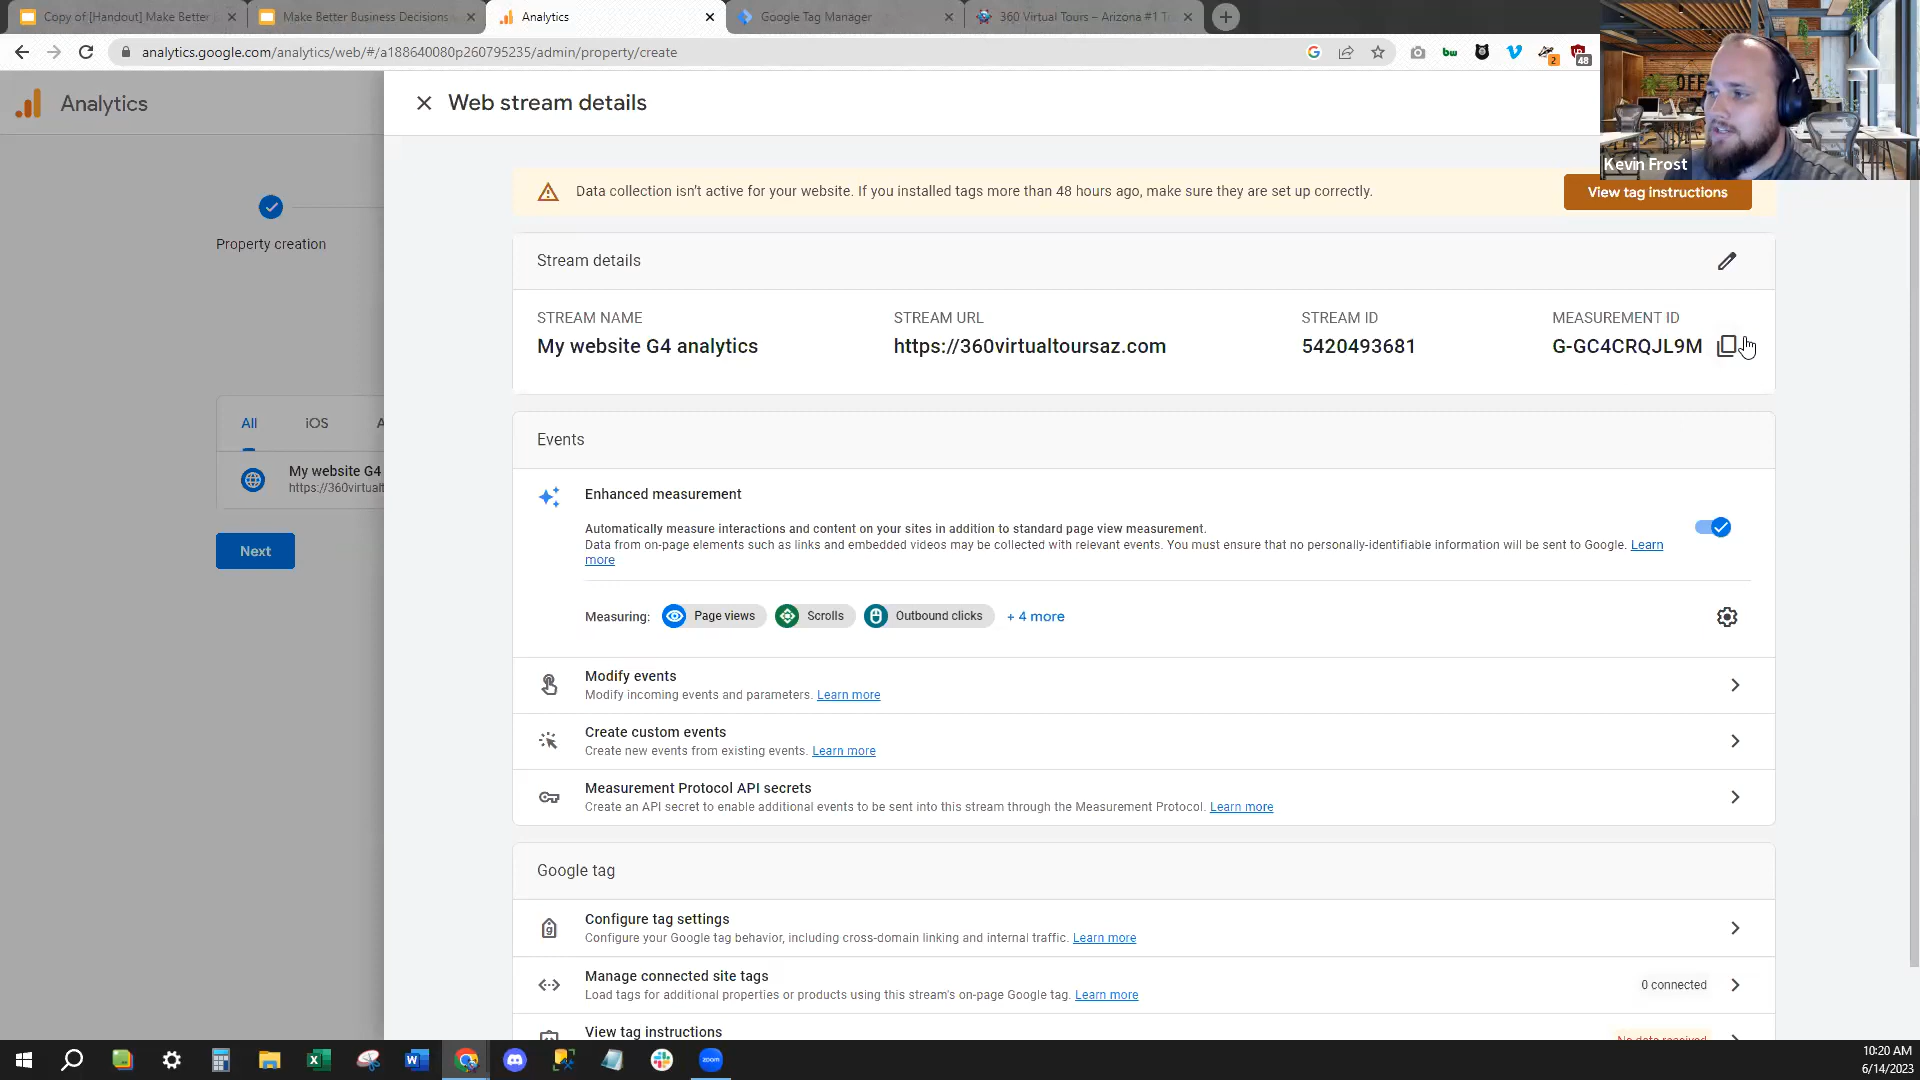 Copy of [Handout] Make Better
Make Better Business Decisions
Analytics
Google Tag Manager
360 Virtual Tours – Arizona #1 T
analytics.google.com/analytics/web/#/a188640080p260795235/admin/property/create
bw
2
48
OFF
Kevin Frost
Analytics
Web stream details
Data collection isn't active for your website. If you installed tags more than 48 hours ago, make sure they are set up correctly.
View tag instructions
Property creation
Stream details
STREAM NAME
STREAM URL
STREAM ID
MEASUREMENT ID
My website G4 analytics
https://360virtualtoursaz.com
5420493681
G-GC4CRQJL9M
All
iOS
A
My website G4
https://360virtualt
Next
Events
Enhanced measurement
Automatically measure interactions and content on your sites in addition to standard page view measurement.
Data from on-page elements such as links and embedded videos may be collected with relevant events. You must ensure that no personally-identifiable information will be sent to Google. Learn
more
Measuring:
Page views
Scrolls
Outbound clicks
+ 4 more
Modify events
Modify incoming events and parameters. Learn more
Create custom events
Create new events from existing events. Learn more
Measurement Protocol API secrets
Create an API secret to enable additional events to be sent into this stream through the Measurement Protocol. Learn more
Google tag
Configure tag settings
Configure your Google tag behavior, including cross-domain linking and internal traffic. Learn more
Manage connected site tags
Load tags for additional properties or products using this stream's on-page Google tag. Learn more
0 connected
View tag instructions
No data received
zoom
10:20 AM
6/14/2023